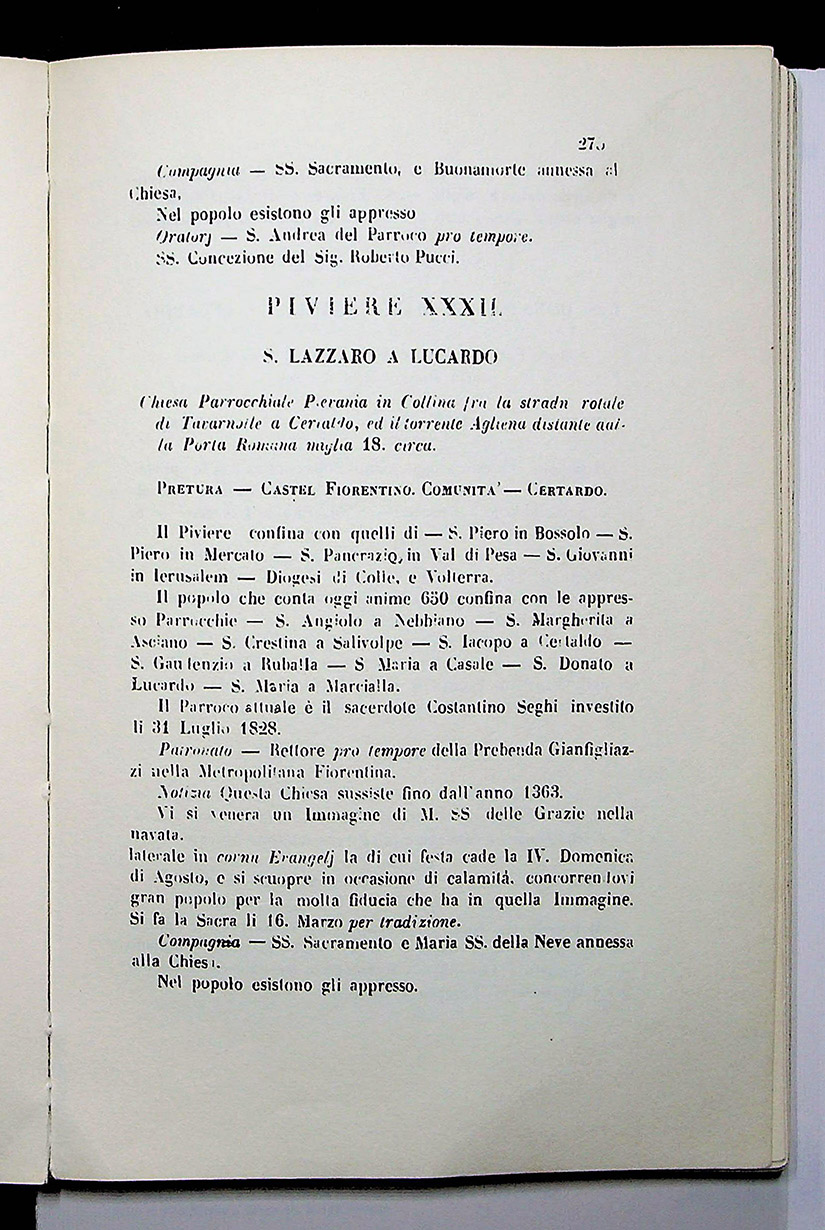 275
Compagnia — SS. Sacramento, e Buonamorte annessa al
Chiesa,
Nel popolo esistono gli appresso
Oratorj — S. Andrea del Parroco pro tempore.
SS. Concezione del Sig. Roberto Pucci.
PIVIERE XXXII.
S. LAZZARO A LUCARDO
Chiesa Parrocchiale Pievania in Collina fra la stradn rotale
di Tavarnelle a Certaldo, ed il torrente Agliena distante dal-
la Porta Romana miglia 18. circa.
PRETURA — CASTEL FIORENTINO. COMUNITA' — CERTARDO.
Il Piviere confina con quelli di — S. Piero in Bossolo — S.
Piero in Mercato — S. Pancrazio, in Val di Pesa — S. Giovanni
in Ierusalem — Diogesi di Colle, e Volterra.
Il popolo che conta oggi anime 650 confina con le appres-
so Parrocchie — S. Angiolo a Nebbiano — S. Margherita a
Asciano — S. Crestina a Salivolpe — S. Iacopo a Certaldo —
S. Gaudenzio a Ruballa — S Maria a Casale — S. Donato a
Lucardo — S. Maria a Marcialla.
Il Parroco attuale è il sacerdote Costantino Seghi investito
li 31 Luglio 1828.
Patronato — Rettore pro tempore della Prebenda Gianfigliaz-
zi nella Metropolitana Fiorentina.
Notizia Questa Chiesa sussiste fino dall'anno 1363.
Vi si venera un Immagine di M. SS delle Grazie nella
navata.
laterale in cornu Evangelj la di cui festa cade la IV. Domenica
di Agosto, e si scuopre in occasione di calamità, concorrendovi
gran popolo per la molta fiducia che ha in quella Immagine.
Si fa la Sacra li 16. Marzo per tradizione.
Compagnia — SS. Sacramento e Maria SS. della Neve annessa
alla Chiesa.
Nel popolo esistono gli appresso.